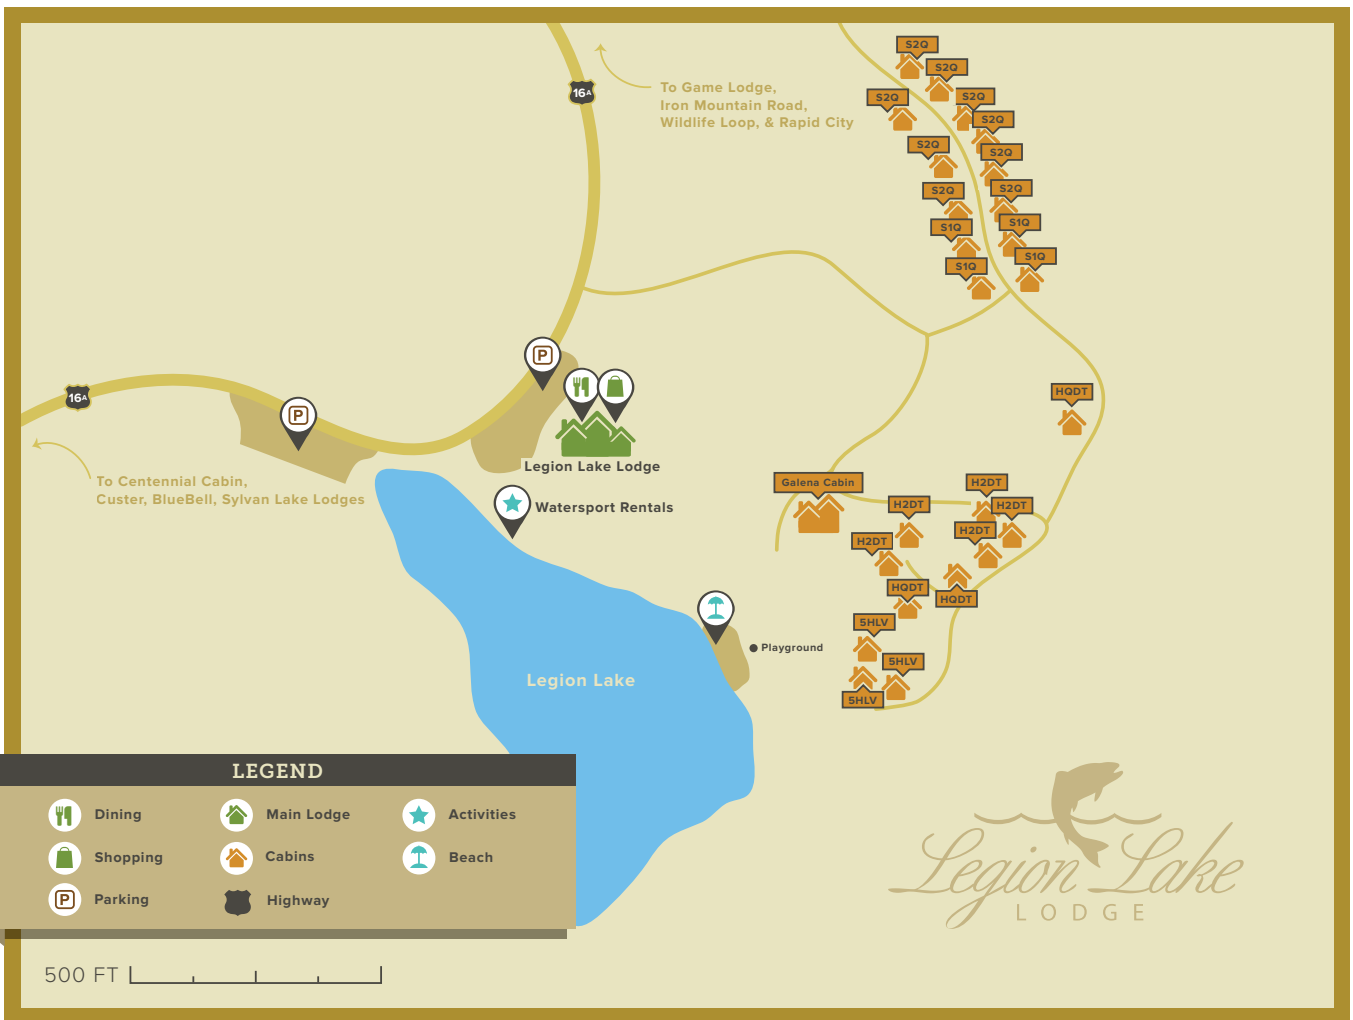 S2Q
S2Q
S2Q
S2Q
S2Q
S2Q
S2Q
S2Q
S2Q
S1Q
S1Q
S1Q
S1Q
16A
To Game Lodge,
Iron Mountain Road,
Wildlife Loop, & Rapid City
P
16A
P
HQDT
To Centennial Cabin,
Custer, BlueBell, Sylvan Lake Lodges
Legion Lake Lodge
Watersport Rentals
Galena Cabin
H2DT
H2DT
H2DT
H2DT
H2DT
HQDT
HQDT
5HLV
5HLV
5HLV
Playground
Legion Lake
LEGEND
Dining
Main Lodge
Activities
Shopping
Cabins
Beach
P
Parking
Highway
500 FT
Legion Lake
LODGE